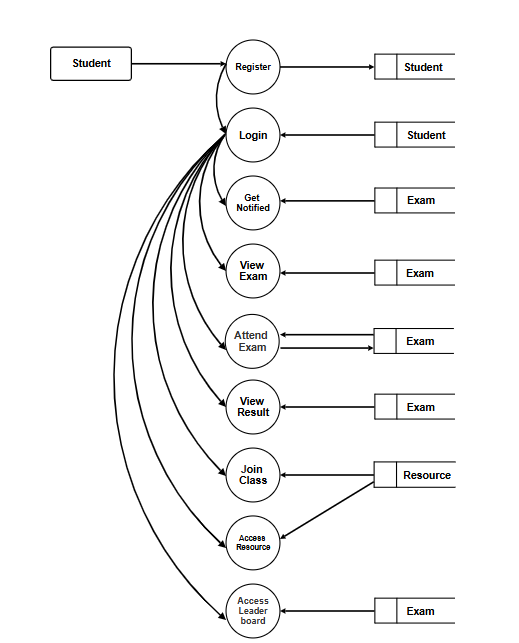 Student
Register
Student
Login
Student
Get
Notified
Exam
View
Exam
Exam
Attend
Exam
Exam
View
Result
Exam
Join
Class
Resource
Access
Resource
Access
Leader
board
Exam